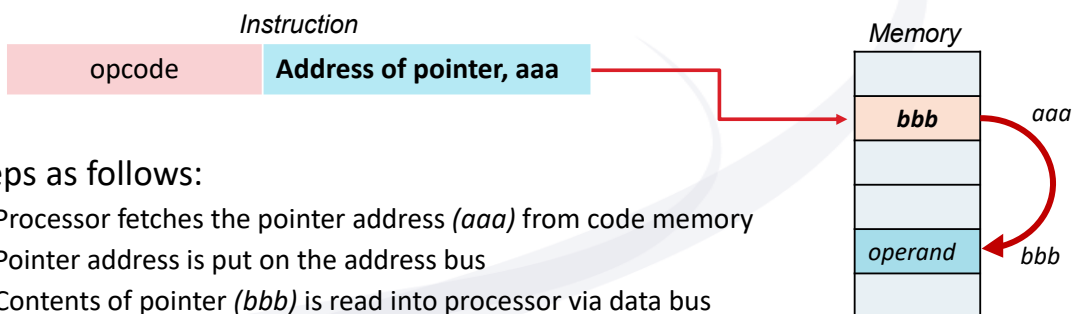 Instruction
Memory
opcode
Address of pointer, aaa
bbb
aaa
eps as follows:
Processor fetches the pointer address (aaa) from code memory
Pointer address is put on the address bus
operand
bbb
Contents of pointer (bbb) is read into processor via data bus